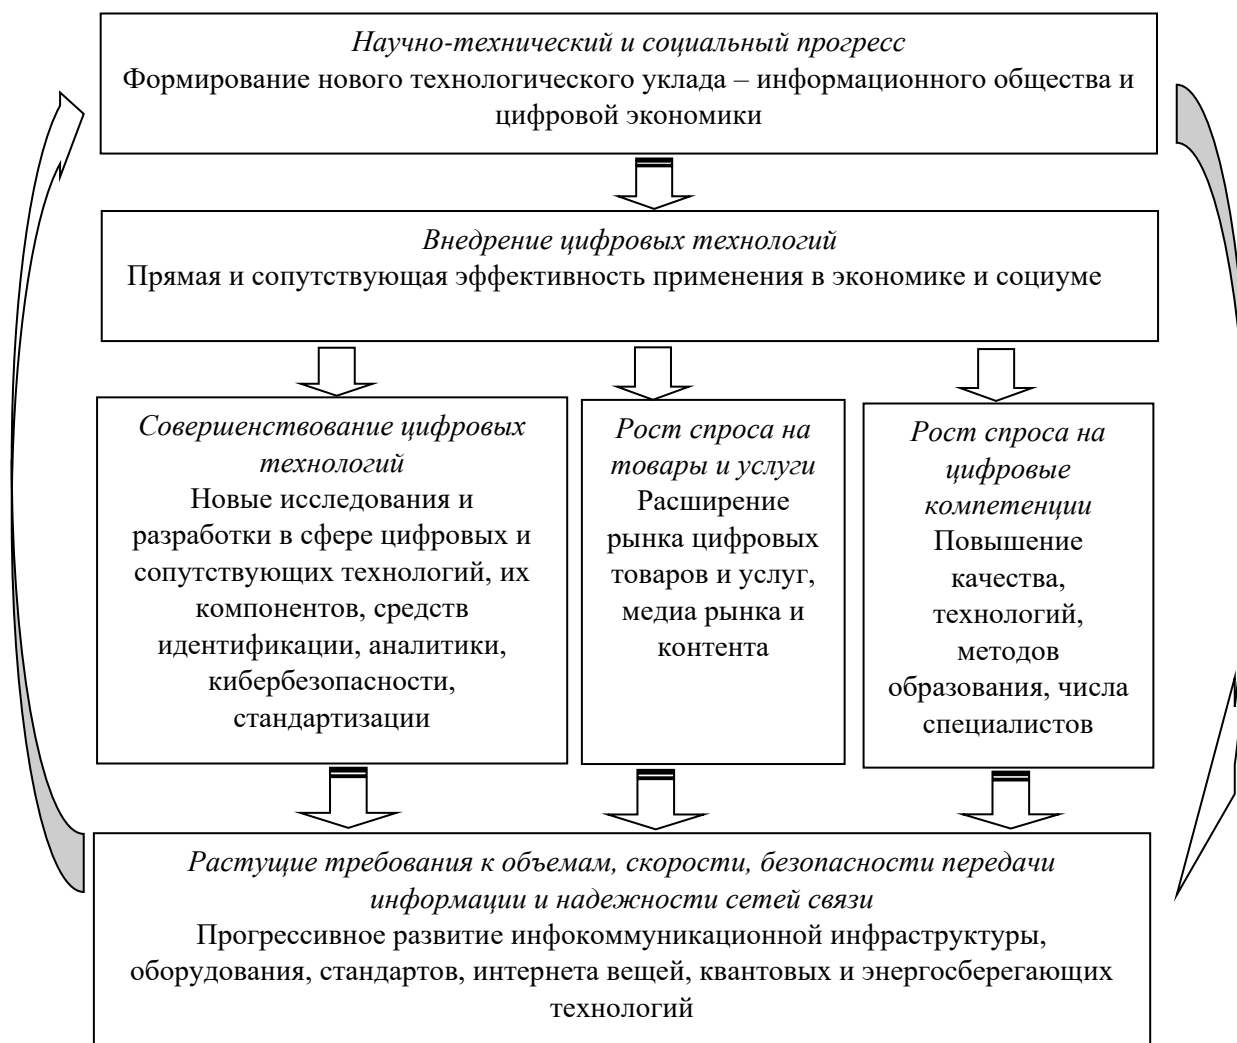 Научно-технический и социальный прогресс
Формирование нового технологического уклада – информационного общества и
цифровой экономики
Внедрение цифровых технологий
Прямая и сопутствующая эффективность применения в экономике и социуме
Совершенствование цифровых
технологий
Новые исследования и
разработки в сфере цифровых и
сопутствующих технологий, их
компонентов, средств
идентификации, аналитики,
кибербезопасности,
стандартизации
Рост спроса на
товары и услуги
Расширение
рынка цифровых
товаров и услуг,
медиа рынка и
контента
Рост спроса на
цифровые
компетенции
Повышение
качества,
технологий,
методов
образования, числа
специалистов
Растущие требования к объемам, скорости, безопасности передачи
информации и надежности сетей связи
Прогрессивное развитие инфокоммуникационной инфраструктуры,
оборудования, стандартов, интернета вещей, квантовых и энергосберегающих
технологий